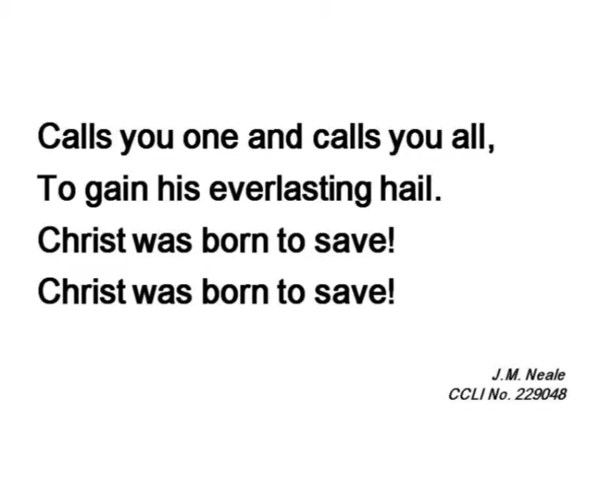 Calls you one and calls you all,
To gain his everlasting hail.
Christ was born to save!
Christ was born to save!
J.M. Neale
CCLI No. 229048